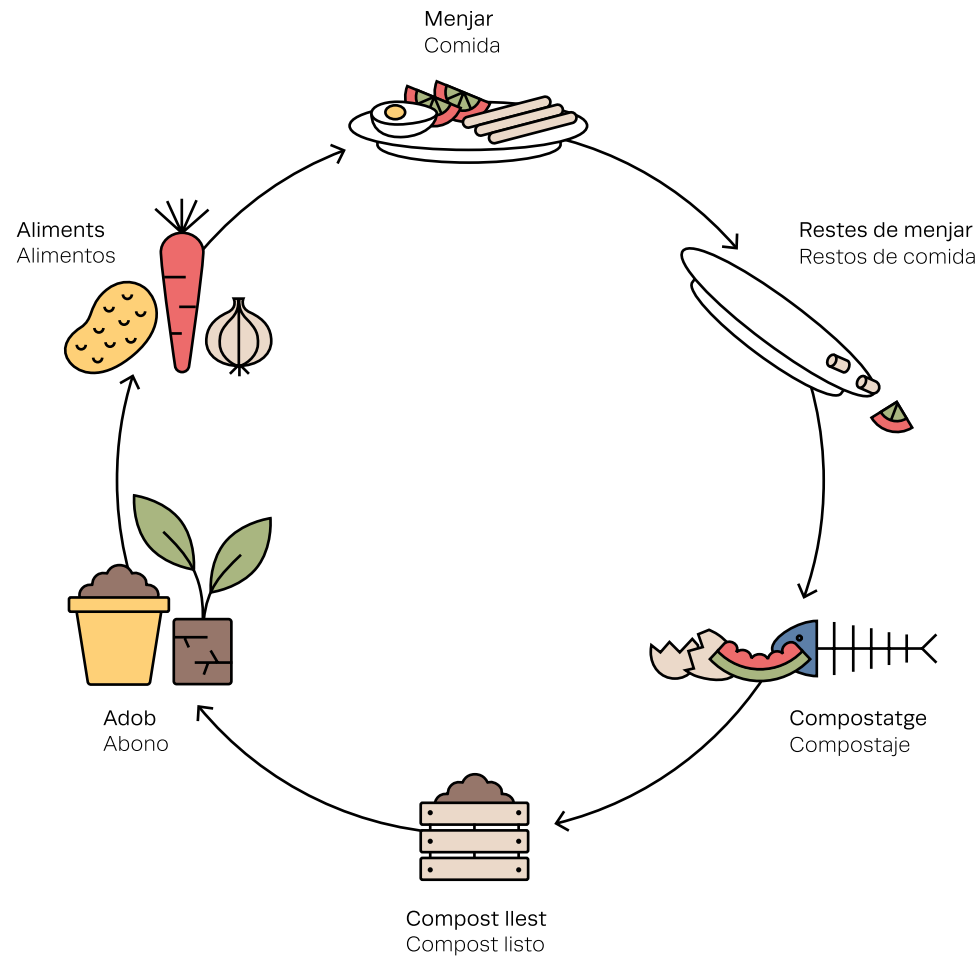 Menjar
Comida
Aliments
Alimentos
Restes de menjar
Restos de comida
Adob
Abono
Compostatge
Compostaje
Compost llest
Compost listo